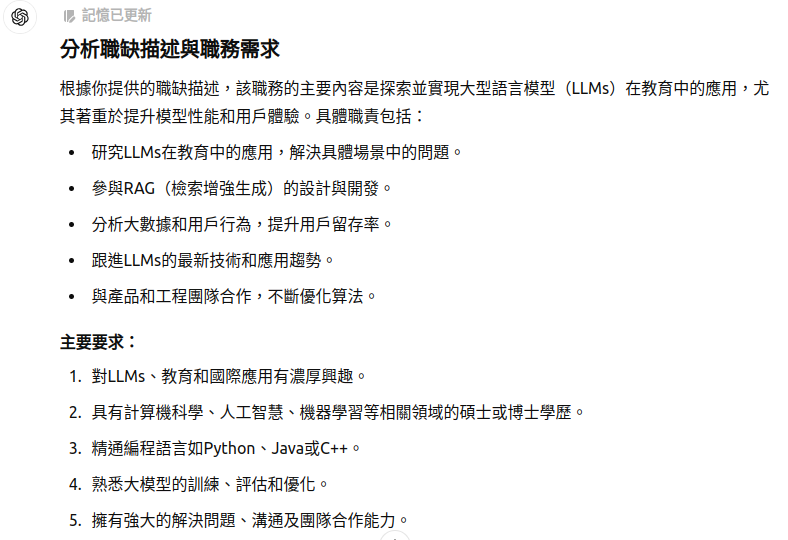 記憶已更新
分析職缺描述與職務需求
根據你提供的職缺描述，該職務的主要內容是探索並實現大型語言模型（LLMs）在教育中的應用，尤
其著重於提升模型性能和用戶體驗。具體職責包括：
• 研究LLMs在教育中的應用，解決具體場景中的問題。
• 參與RAG（檢索增強生成）的設計與開發。
• 分析大數據和用戶行為，提升用戶留存率。
• 跟進LLMs的最新技術和應用趨勢。
• 與產品和工程團隊合作，不斷優化算法。
主要要求：
1. 對LLMs、教育和國際應用有濃厚興趣。
2. 具有計算機科學、人工智慧、機器學習等相關領域的碩士或博士學歷。
3. 精通編程語言如Python、Java或C++。
4. 熟悉大模型的訓練、評估和優化。
5. 擁有強大的解決問題、溝通及團隊合作能力。